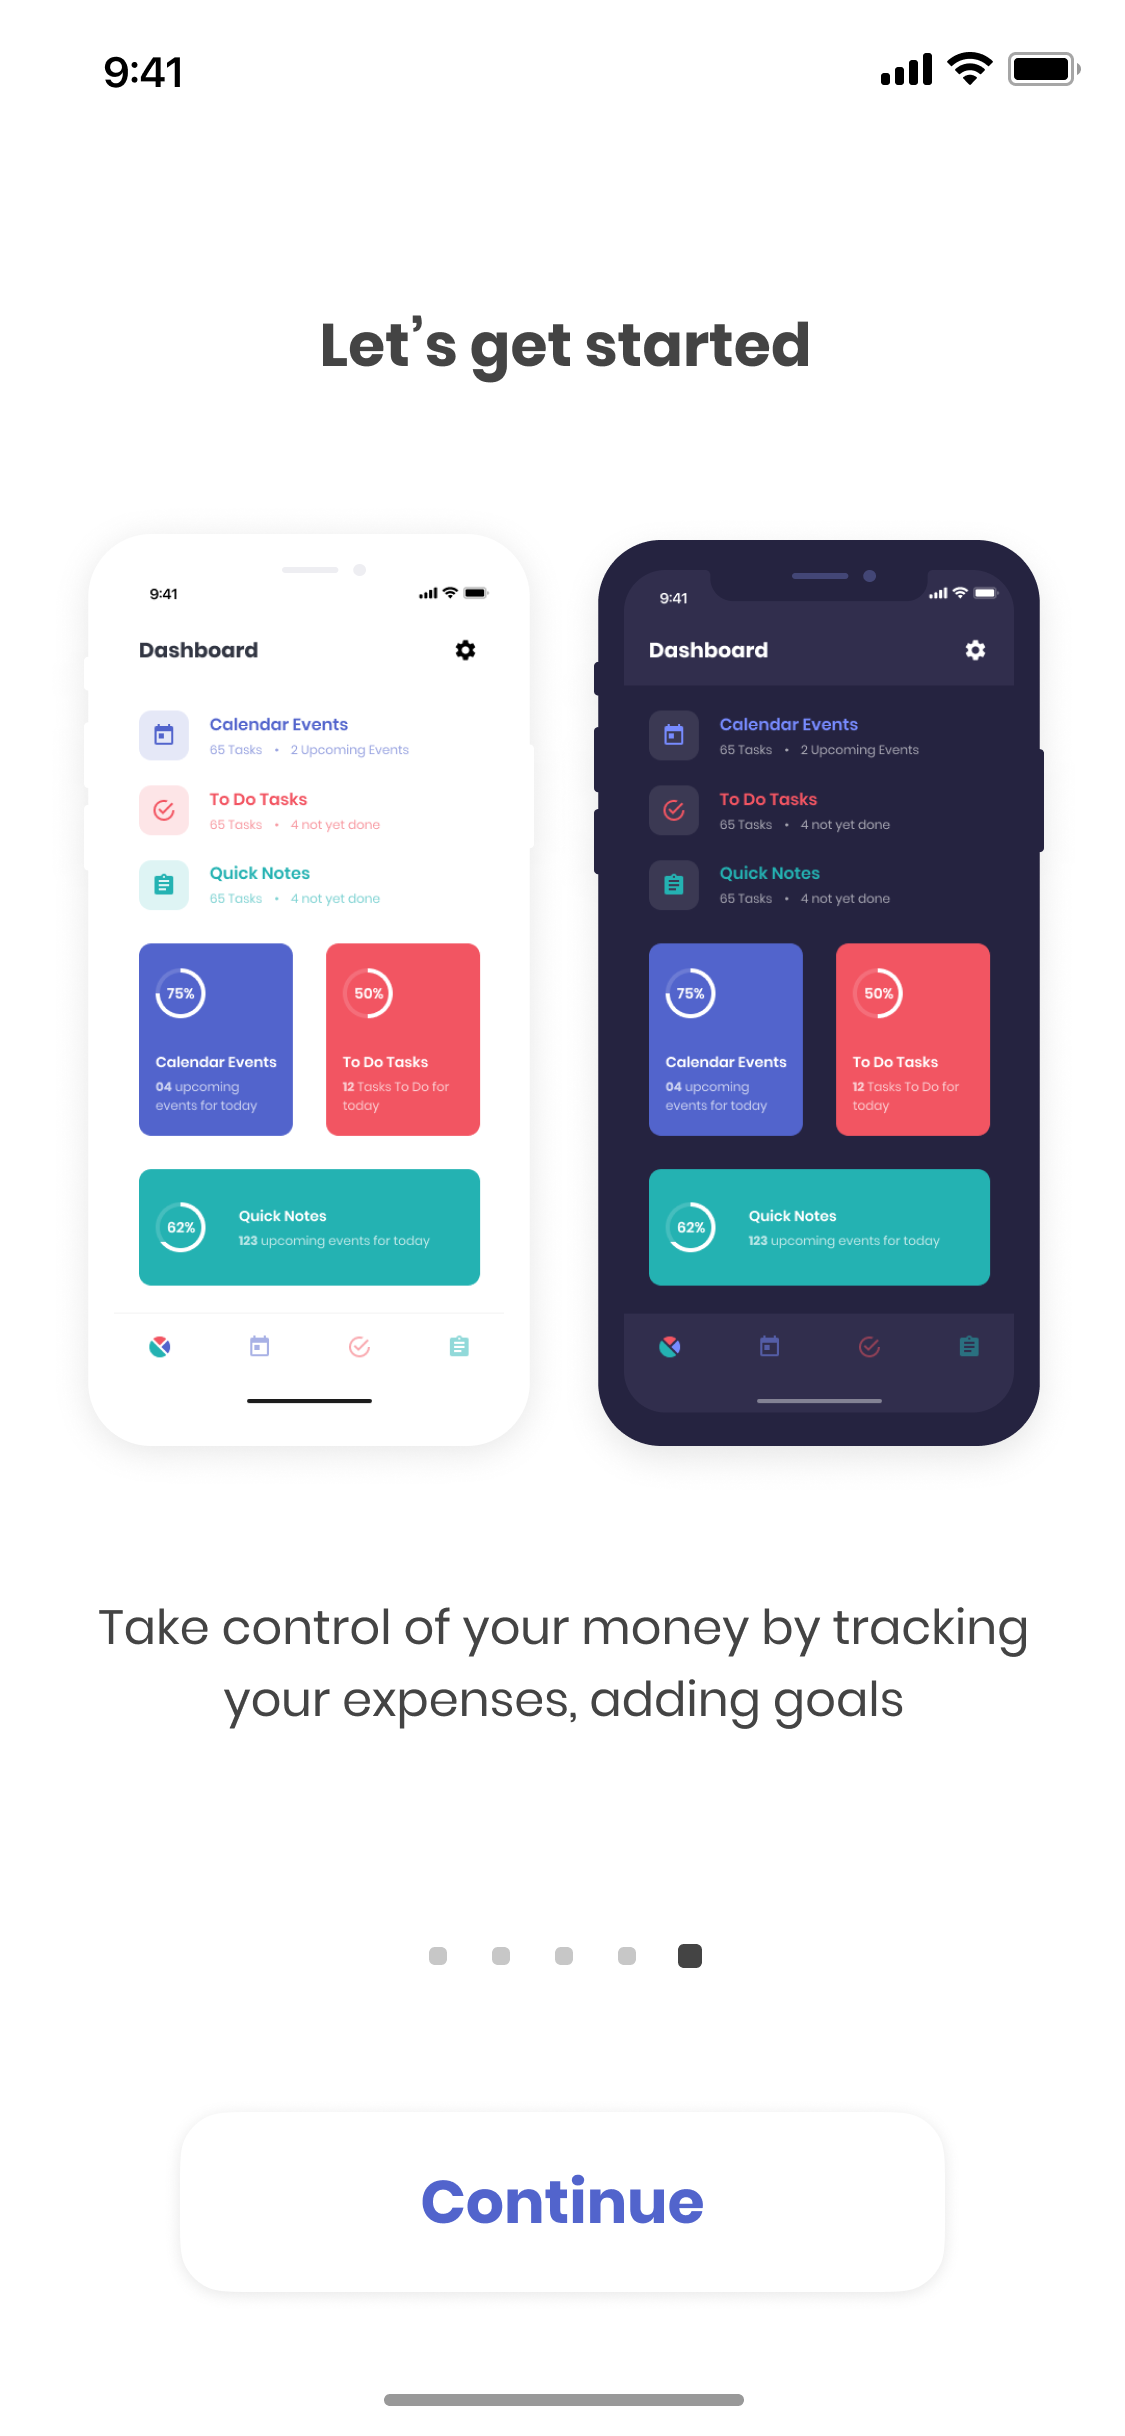 9:41
Let’s get started
9:41
Dashboard
Calendar Events
65 Tasks • 2 Upcoming Events
To Do Tasks
65 Tasks • 4 not yet done
Quick Notes
65 Tasks • 4 not yet done
75%
Calendar Events
04 upcoming
events for today
50%
To Do Tasks
12 Tasks To Do for
today
62%
Quick Notes
123 upcoming events for today
9:41
Dashboard
Calendar Events
65 Tasks • 2 Upcoming Events
To Do Tasks
65 Tasks • 4 not yet done
Quick Notes
65 Tasks • 4 not yet done
75%
Calendar Events
04 upcoming
events for today
50%
To Do Tasks
12 Tasks To Do for
today
62%
Quick Notes
123 upcoming events for today
Take control of your money by tracking
your expenses, adding goals
Continue